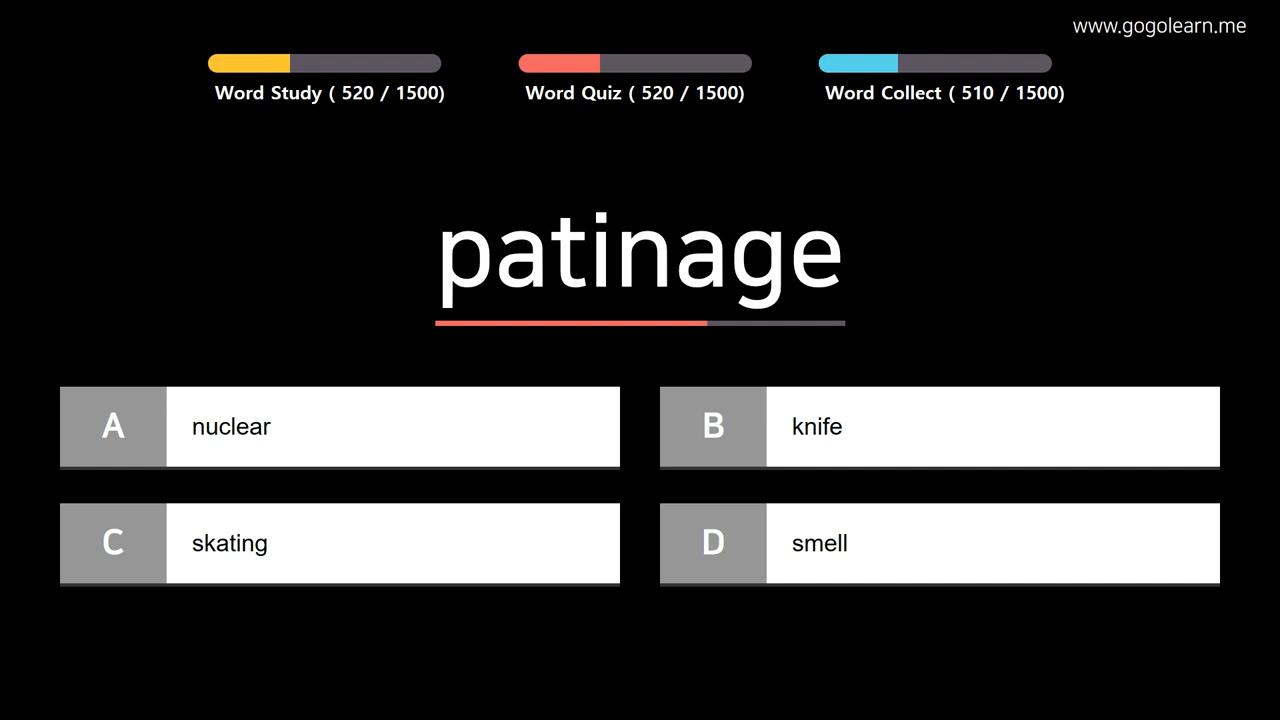 www.gogolearn.me
Word Study ( 520 / 1500)
Word Quiz ( 520 / 1500)
Word Collect ( 510 / 1500)
patinage
A nuclear
B knife
C skating
D smell